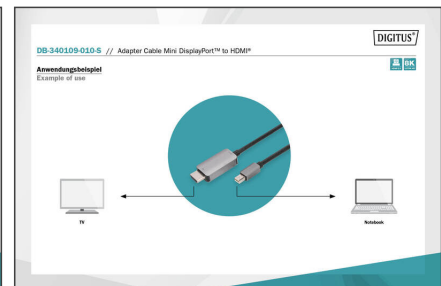 DIGITUS®
DB-340109-010-S // Adapter Cable Mini DisplayPort™ to HDMI®
8K
Anwendungsbeispiel
Example of use
TV
Notebook